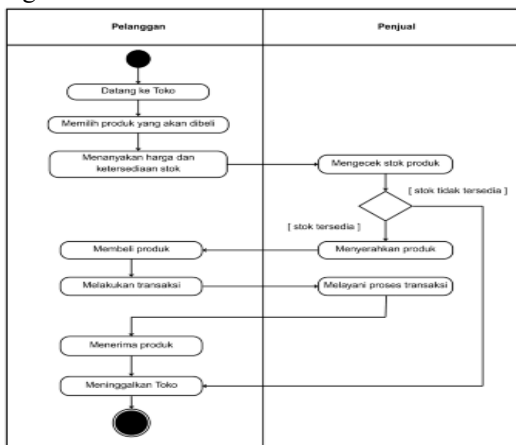 Pelanggan
Penjual
Datang ke Toko
Memilih produk yang akan dibeli
Menanyakan harga dan
ketersediaan stok
Mengecek stok produk
[ stok tidak tersedia ]
[ stok tersedia ]
Membeli produk
Menyerahkan produk
Melakukan transaksi
Melayani proses transaksi
Menerima produk
Meninggalkan Toko